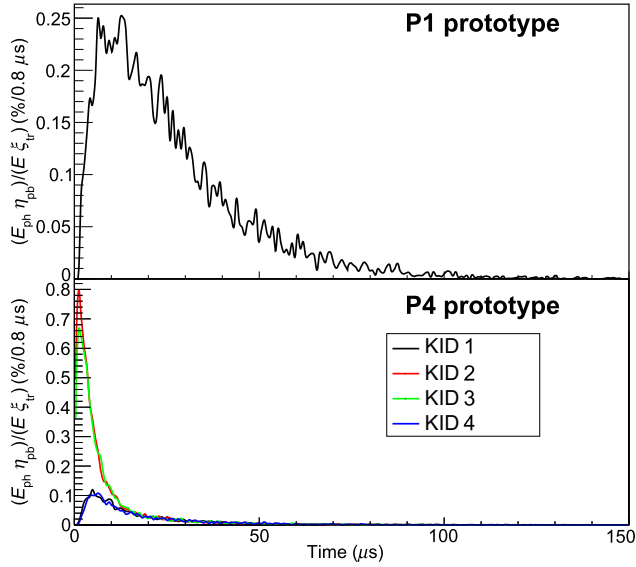 P1 prototype
(E_ph η_pb)/(E ξ_tr) (%/0.8 μs)
0.25
0.2
0.15
0.1
0.05
0
P4 prototype
(E_ph η_pb)/(E ξ_tr) (%/0.8 μs)
0.8
0.7
0.6
0.5
0.4
0.3
0.2
0.1
0
KID 1
KID 2
KID 3
KID 4
0 50 100 150
Time (μs)